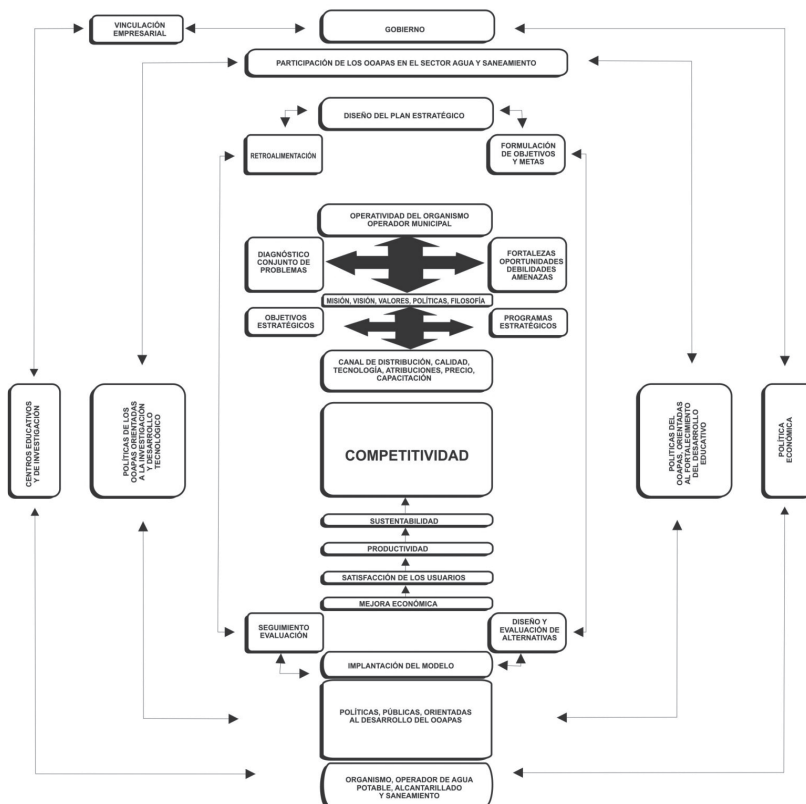 VINCULACIÓN
EMPRESARIAL
GOBIERNO
PARTICIPACIÓN DE LOS OOAPAS EN EL SECTOR AGUA Y SANEAMIENTO
DISEÑO DEL PLAN ESTRATÉGICO
RETROALIMENTACIÓN
FORMULACIÓN
DE OBJETIVOS
Y METAS
OPERATIVIDAD DEL ORGANISMO
OPERADOR MUNICIPAL
DIAGNÓSTICO
CONJUNTO DE
PROBLEMAS
FORTALEZAS
OPORTUNIDADES
DEBILIDADES
AMENAZAS
MISIÓN, VISIÓN, VALORES, POLÍTICAS, FILOSOFÍA
OBJETIVOS
ESTRATÉGICOS
PROGRAMAS
ESTRATÉGICOS
CANAL DE DISTRIBUCIÓN, CALIDAD,
TECNOLOGÍA, ATRIBUCIONES, PRECIO,
CAPACITACIÓN
CENTROS EDUCATIVOS
Y DE INVESTIGACIÓN
POLÍTICAS DE LOS
OOAPAS ORIENTADAS
A LA INVESTIGACIÓN
Y DESARROLLO
TECNOLÓGICO
COMPETITIVIDAD
POLITICAS DEL
OOAPAS, ORIENTADAS
AL FORTALECIMIENTO
DEL DESARROLLO
EDUCATIVO
POLÍTICA
ECONÓMICA
SUSTENTABILIDAD
PRODUCTIVIDAD
SATISFACCIÓN DE LOS USUARIOS
MEJORA ECONÓMICA
SEGUIMIENTO
EVALUACIÓN
DISEÑO Y
EVALUACIÓN DE
ALTERNATIVAS
IMPLANTACIÓN DEL MODELO
POLÍTICAS, PÚBLICAS, ORIENTADAS
AL DESARROLLO DEL OOAPAS
ORGANISMO, OPERADOR DE AGUA
POTABLE, ALCANTARILLADO
Y SANEAMIENTO